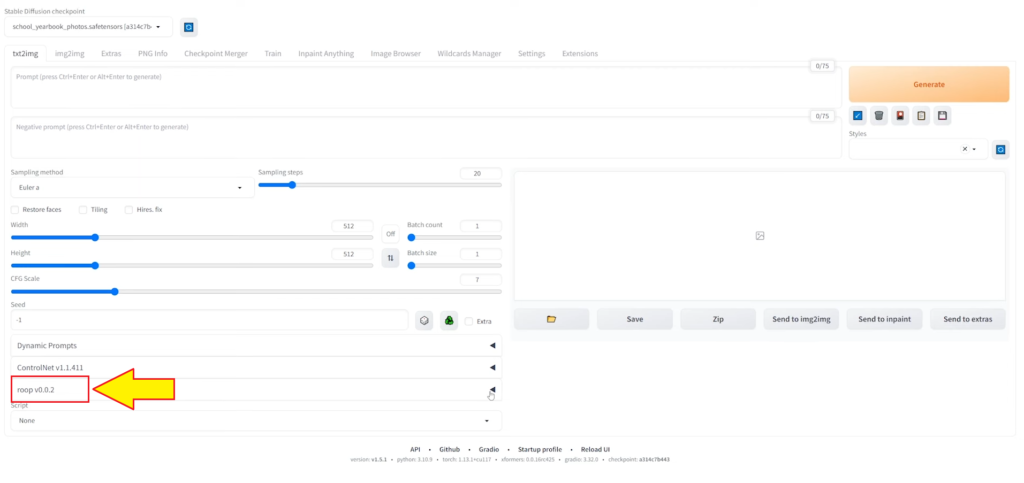 Stable Diffusion checkpoint
school_yearbook_photos.safetensors [a314c7b4
txt2img img2img Extras PNG Info Checkpoint Merger Train Inpaint Anything Image Browser Wildcards Manager Settings Extensions
0/75
Prompt (press Ctrl+Enter or Alt+Enter to generate)
Generate
0/75
Negative prompt (press Ctrl+Enter or Alt+Enter to generate)
Styles
Sampling method
Sampling steps
20
Euler a
Restore faces Tiling Hires. fix
Width
512
Off
Batch count
1
Height
512
Batch size
1
CFG Scale
7
Seed
-1
Extra
Save Zip Send to img2img Send to inpaint Send to extras
Dynamic Prompts
ControlNet v1.1.411
roop v0.0.2
Script
None
API • Github • Gradio • Startup profile • Reload UI
version: v1.5.1 • python: 3.10.9 • torch: 1.13.1+cu117 • xformers: 0.0.16rc425 • gradio: 3.32.0 • checkpoint: a314c7b443